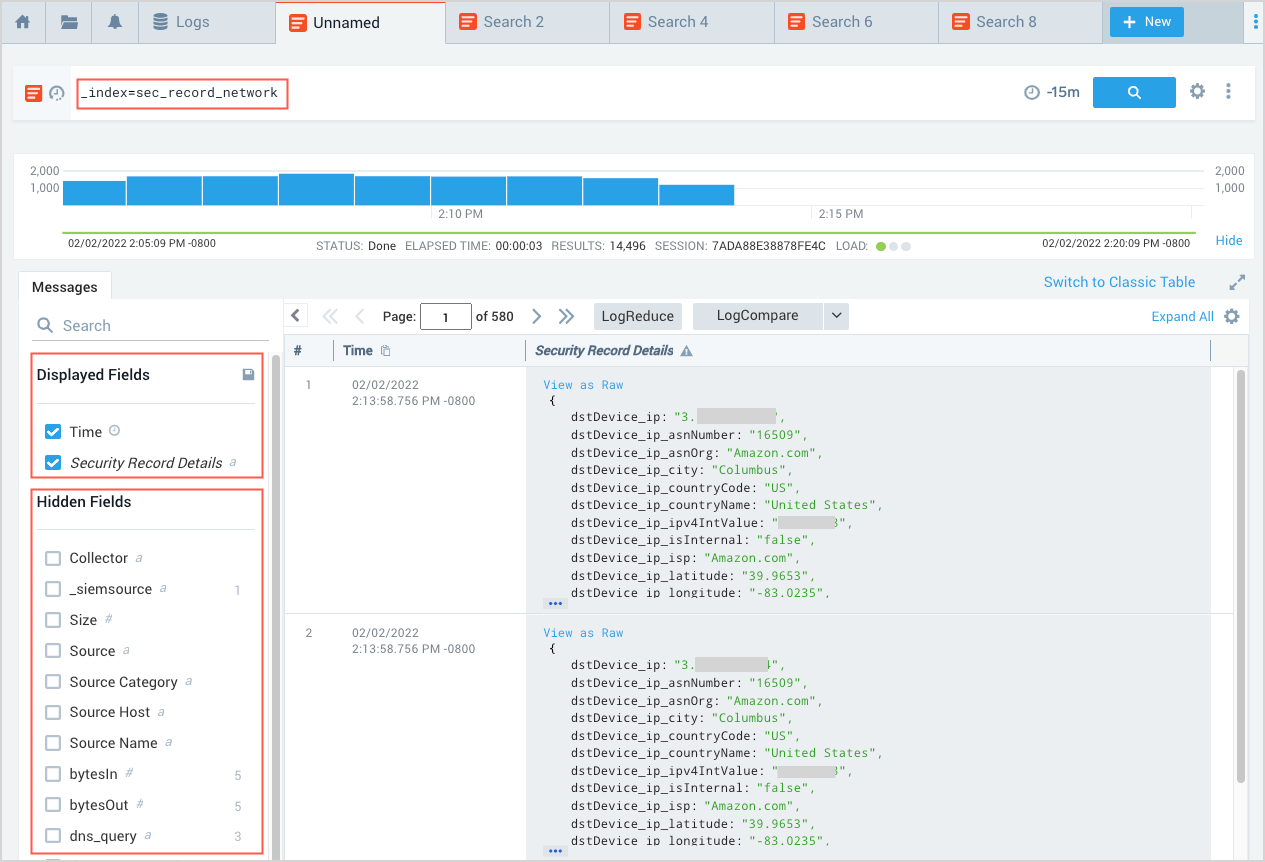 Logs
Unnamed
Search 2
Search 4
Search 6
Search 8
+ New
_index=sec_record_network
-15m
2,000
1,000
2,000
1,000
2:10 PM
2:15 PM
02/02/2022 2:05:09 PM -0800
STATUS: Done ELAPSED TIME: 00:00:03 RESULTS: 14,496 SESSION: 7ADA88E38878FE4C LOAD:
02/02/2022 2:20:09 PM -0800
Hide
Messages
Switch to Classic Table
Search
Page: 1 of 580
LogReduce
LogCompare
Expand All
# Time Security Record Details
Displayed Fields
Time
Security Record Details a
Hidden Fields
Collector a
_siemsource a 1
Size #
Source a
Source Category a
Source Host a
Source Name a
bytesIn # 5
bytesOut # 5
dns_query a 3
1
02/02/2022
2:13:58.756 PM -0800
View as Raw
{
dstDevice_ip: "3. ",
dstDevice_ip_asnNumber: "16509",
dstDevice_ip_asnOrg: "Amazon.com",
dstDevice_ip_city: "Columbus",
dstDevice_ip_countryCode: "US",
dstDevice_ip_countryName: "United States",
dstDevice_ip_ipv4IntValue: " 3",
dstDevice_ip_isInternal: "false",
dstDevice_ip_isp: "Amazon.com",
dstDevice_ip_latitude: "39.9653",
dstDevice_ip_longitude: "-83.0235",
...
2
02/02/2022
2:13:58.756 PM -0800
View as Raw
{
dstDevice_ip: "3. 4",
dstDevice_ip_asnNumber: "16509",
dstDevice_ip_asnOrg: "Amazon.com",
dstDevice_ip_city: "Columbus",
dstDevice_ip_countryCode: "US",
dstDevice_ip_countryName: "United States",
dstDevice_ip_ipv4IntValue: " 3",
dstDevice_ip_isInternal: "false",
dstDevice_ip_isp: "Amazon.com",
dstDevice_ip_latitude: "39.9653",
dstDevice_ip_longitude: "-83.0235",
...